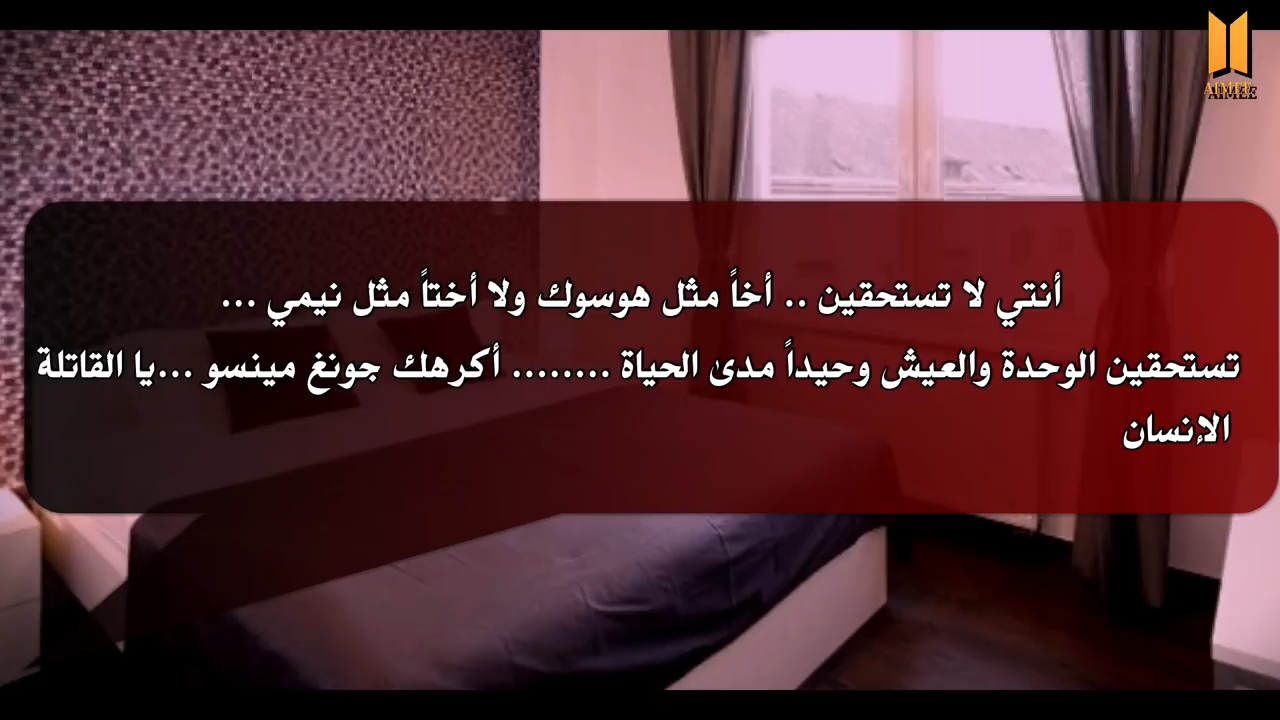 AIMEE
أنتي لا تستحقين .. أخاً مثل هوسوك ولا أختاً مثل نيمي ...
تستحقين الوحدة والعيش وحيداً مدى الحياة ........ أكرهك جونغ مينسو ...يا القاتلة
الإنسان